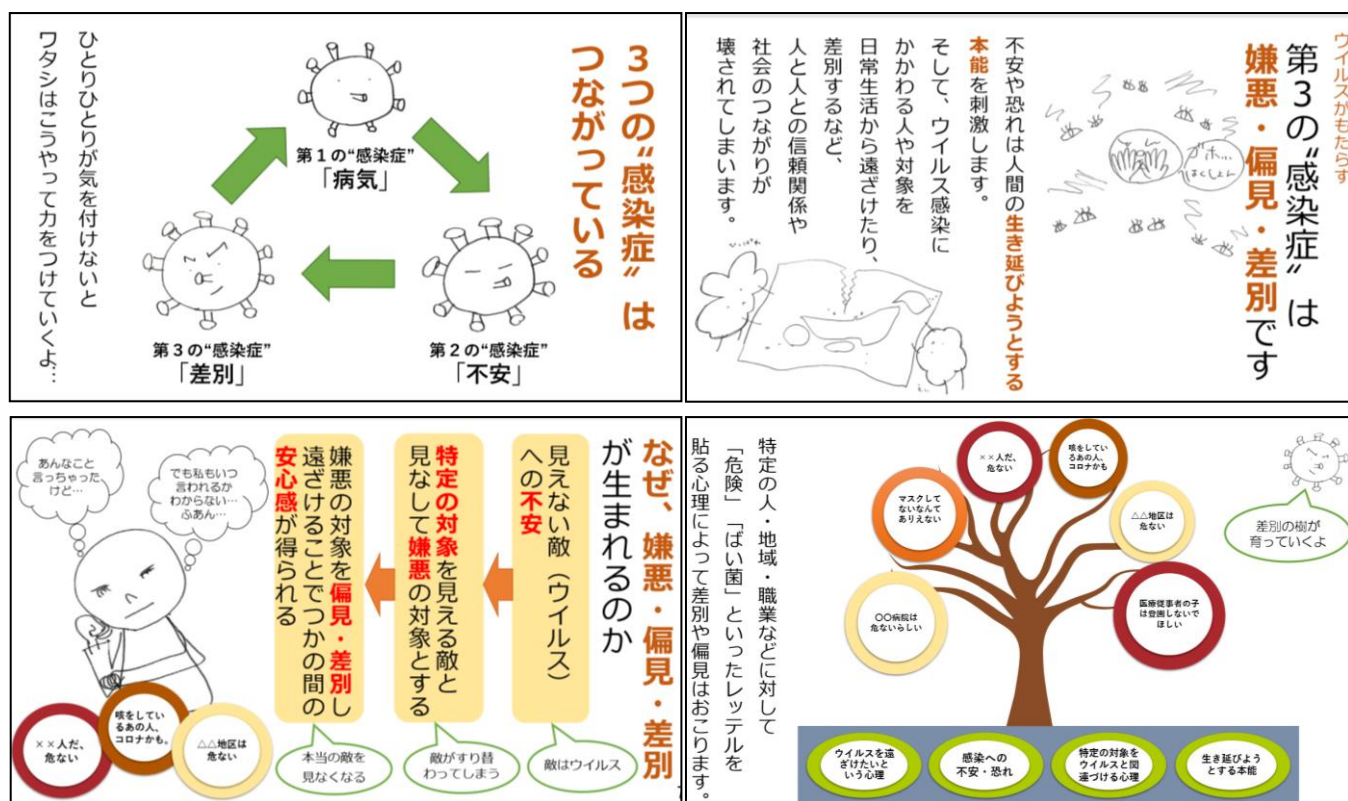 3つの“感染症”は
つながっている
第1の“感染症”
「病気」
第2の“感染症”
「不安」
第3の“感染症”
「差別」
ひとりひとりが気を付けないと
ワタシはこうやって力をつけていくよ…
ウイルスがもたらす
第3の“感染症”は
嫌悪・偏見・差別です
不安や恐れは人間の生き延びようとする
本能を刺激します。
そして、ウイルス感染に
かかわる人や対象を
日常生活から遠ざけたり、
差別するなど、
人と人との信頼関係や
社会のつながりが
壊されてしまいます。
ゴホ…
はくしょん
なぜ、嫌悪・偏見・差別
が生まれるのか
見えない敵（ウイルス）
への不安
特定の対象を見える敵と
見なして嫌悪の対象とする
嫌悪の対象を偏見・差別し
遠ざけることでつかの間の
安心感が得られる
敵はウイルス
敵がすり替
わってしまう
本当の敵を
見なくなる
あんなこと
言っちゃった
けど…
でも私もいつ
言われるか
わからない…
ふあん…
××人だ、
危ない
咳をしてい
るあの人、
コロナかも。
△△地区は
危ない
差別の樹が
育っていくよ
××人だ、
危ない
咳をしてい
るあの人、
コロナかも
マスクして
ないなんて
ありえない
△△地区は
危ない
〇〇病院は
危ないらしい
医療従事者の子
は登園しないで
ほしい
ウイルスを遠
ざけたいと
いう心理
感染への
不安・恐れ
特定の対象を
ウイルスと関
連づける心理
生き延びよう
とする本能
特定の人・地域・職業などに対して
「危険」「ばい菌」といったレッテルを
貼る心理によって差別や偏見はおこります。